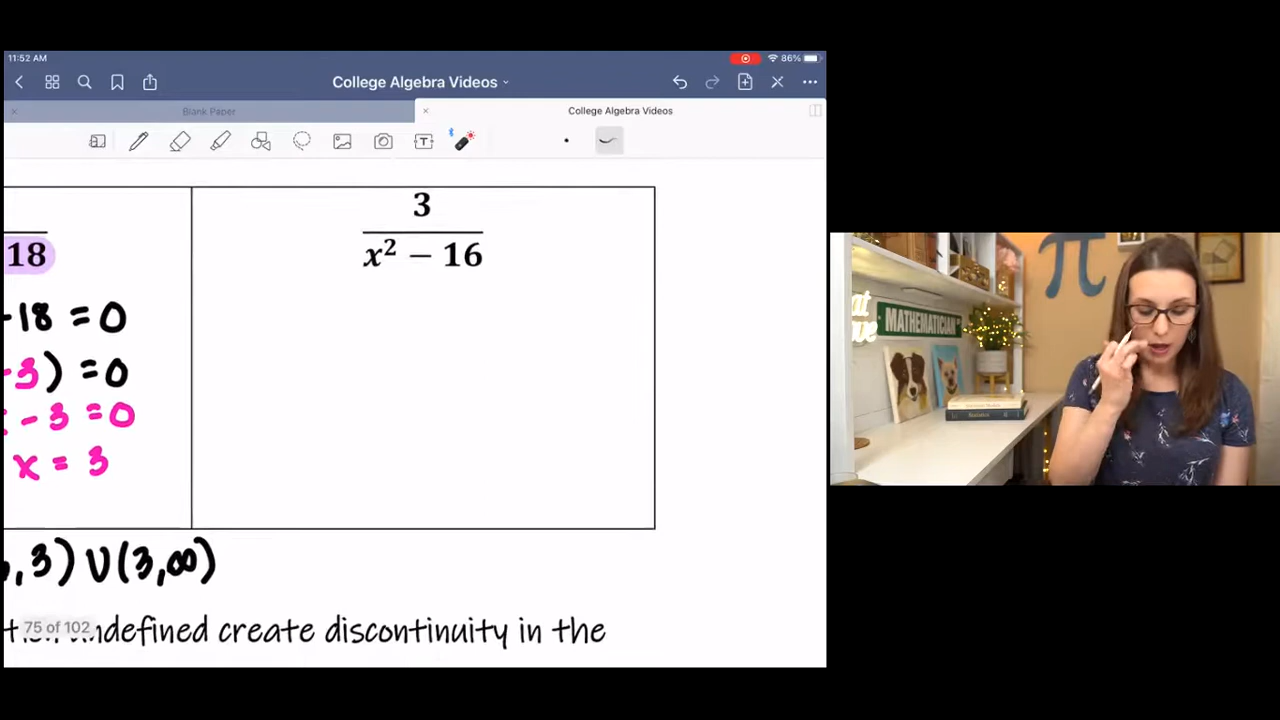 11:52 AM
86%
College Algebra Videos
Blank Paper
College Algebra Videos
3
18
x² − 16
-18 = 0
-3) = 0
- 3 = 0
x = 3
, 3) ∪ (3, ∞)
75 of 102
undefined create discontinuity in the
MATHEMATICIAN